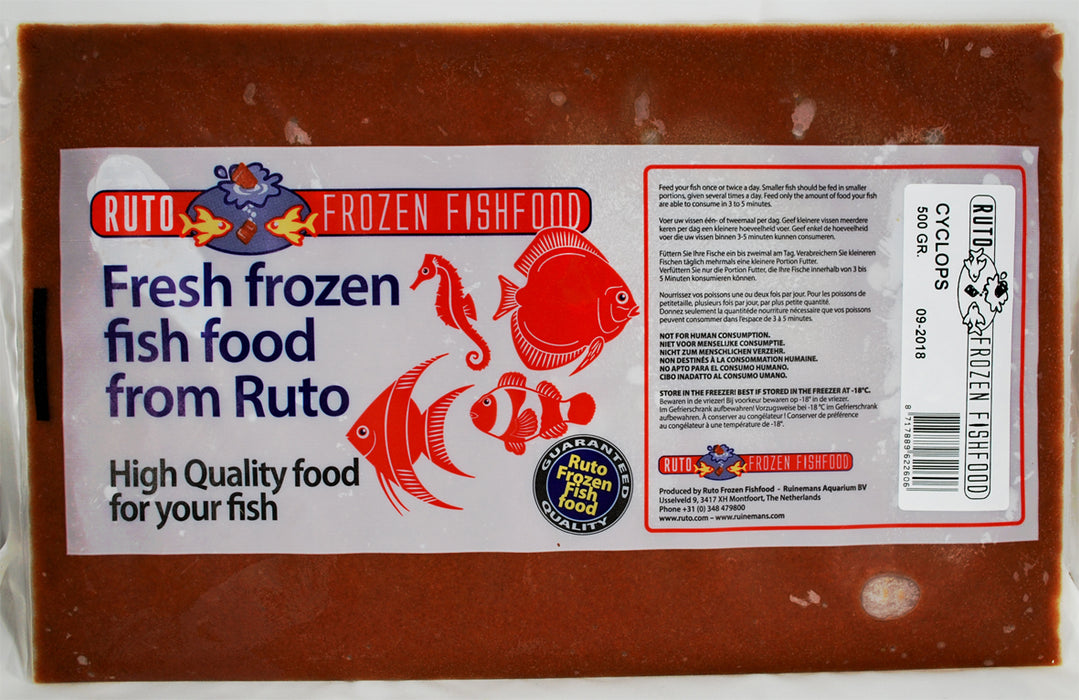 RUTO FROZEN FISHFOOD
Fresh frozen
fish food
from Ruto
High Quality food
for your fish
GUARANTEED
Ruto
Frozen
Fish
food
QUALITY
Feed your fish once or twice a day. Smaller fish should be fed in smaller
portions, given several times a day. Feed only the amount of food your fish
are able to consume in 3 to 5 minutes.
Voer uw vissen één- of tweemaal per dag. Geef kleinere vissen meerdere
keren per dag een kleinere hoeveelheid voer. Geef enkel de hoeveelheid
voer die uw vissen binnen 3-5 minuten kunnen consumeren.
Füttern Sie Ihre Fische ein bis zweimal am Tag. Verabreichern Sie kleineren
Fischen täglich mehrmals eine kleinere Portion Futter.
Verfüttern Sie nur die Portion Futter, die Ihre Fische innerhalb von 3 bis
5 Minuten konsumieren können.
Nourrissez vos poissons une ou deux fois par jour. Pour les poissons de
petitetaille, plusieurs fois par jour, par plus petite quantité.
Donnez seulement la quantitéde nourriture nécessaire que vos poissons
peuvent consommer dans l'espace de 3 à 5 minutes.
NOT FOR HUMAN CONSUMPTION.
NIET VOOR MENSELIJKE CONSUMPTIE.
NICHT ZUM MENSCHLICHEN VERZEHR.
NON DESTINÉS À LA CONSOMMATION HUMAINE.
NO APTO PARA EL CONSUMO HUMANO.
CIBO INADATTO AL CONSUMO UMANO.
STORE IN THE FREEZER! BEST IF STORED IN THE FREEZER AT -18°C.
Bewaren in de vriezer! Bij voorkeur bewaren op -18° in de vriezer.
Im Gefrierschrank aufbewahren! Vorzugsweise bei -18 °C im Gefrierschrank
aufbewahren. À conserver au congélateur ! Conserver de préférence
au congélateur à une température de -18°.
RUTO FROZEN FISHFOOD
Produced by Ruto Frozen Fishfood – Ruinemans Aquarium BV
IJsselveld 9, 3417 XH Montfoort, The Netherlands
Phone +31 (0) 348 479800
www.ruto.com – www.ruinemans.com
RUTO FROZEN FISHFOOD
CYCLOPS
500 GR. 09-2018
8 717889 622606